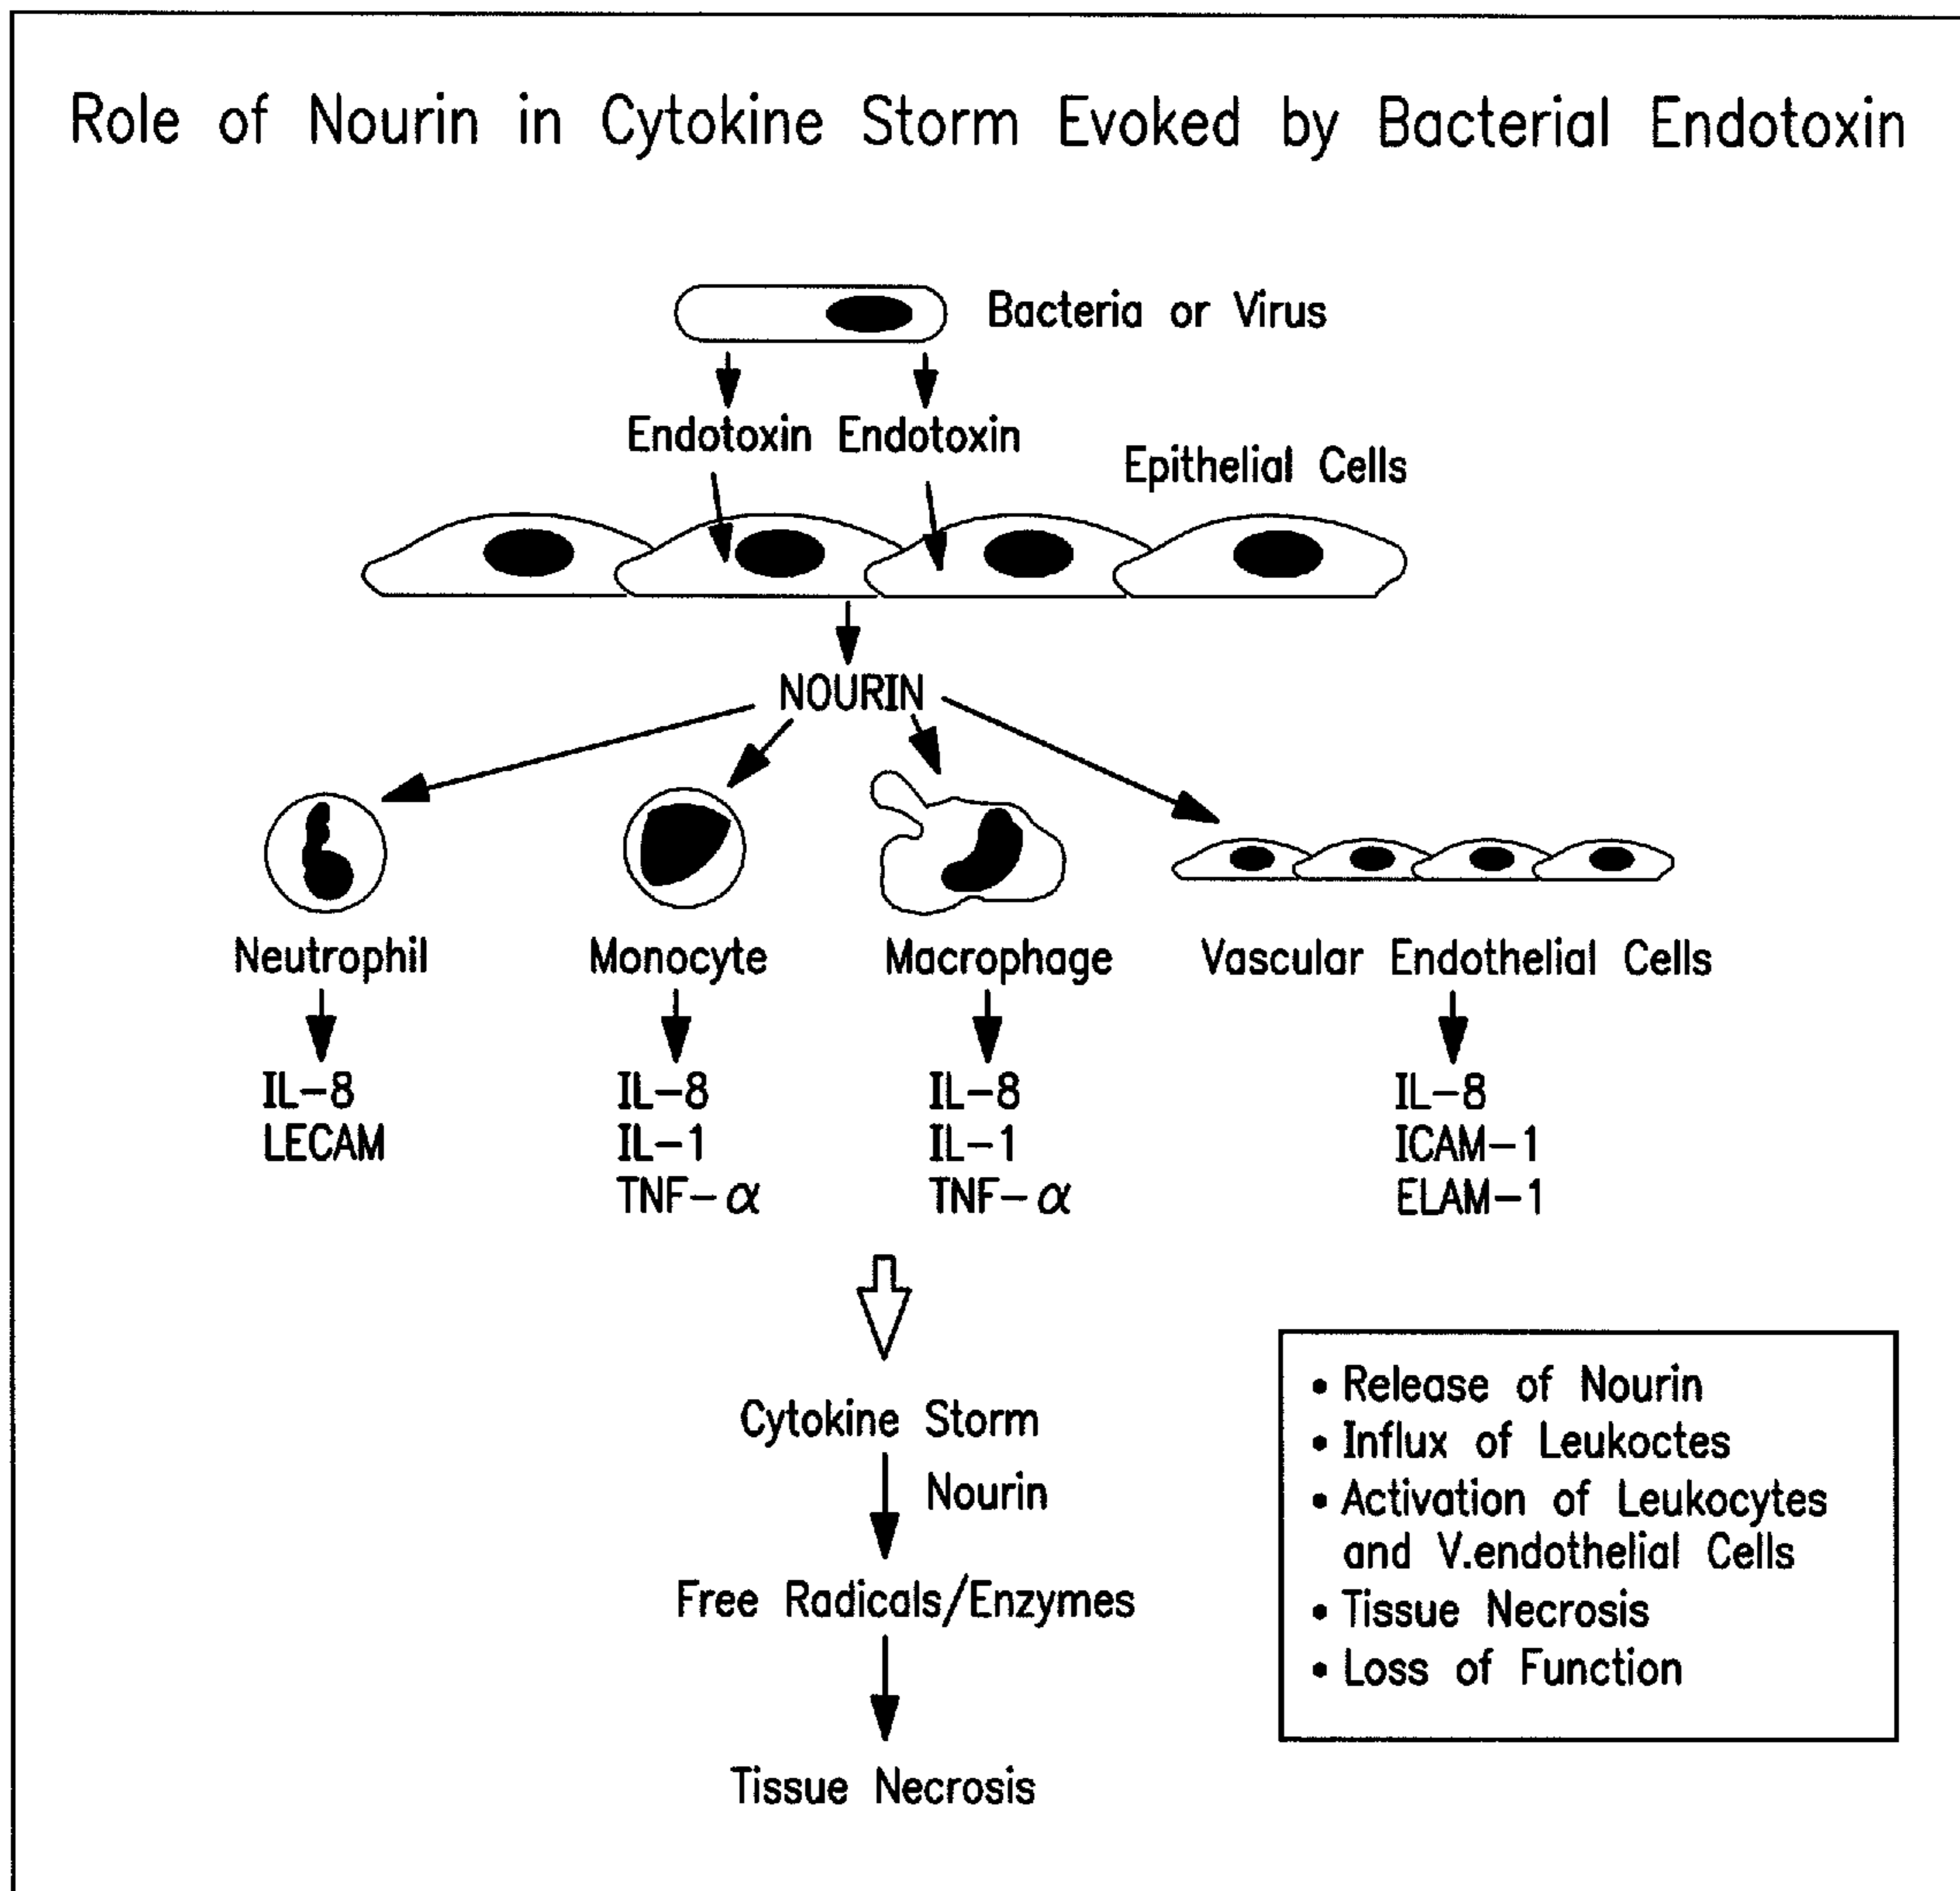 Role of Nourin in Cytokine Storm Evoked by Bacterial Endotoxin
Bacteria or Virus
Endotoxin Endotoxin
Epithelial Cells
NOURIN
Neutrophil
Monocyte
Macrophage
Vascular Endothelial Cells
IL-8
LECAM
IL-8
IL-1
TNF-α
IL-8
IL-1
TNF-α
IL-8
ICAM-1
ELAM-1
Cytokine Storm
Nourin
Free Radicals/Enzymes
Tissue Necrosis
• Release of Nourin
• Influx of Leukoctes
• Activation of Leukocytes
and V.endothelial Cells
• Tissue Necrosis
• Loss of Function